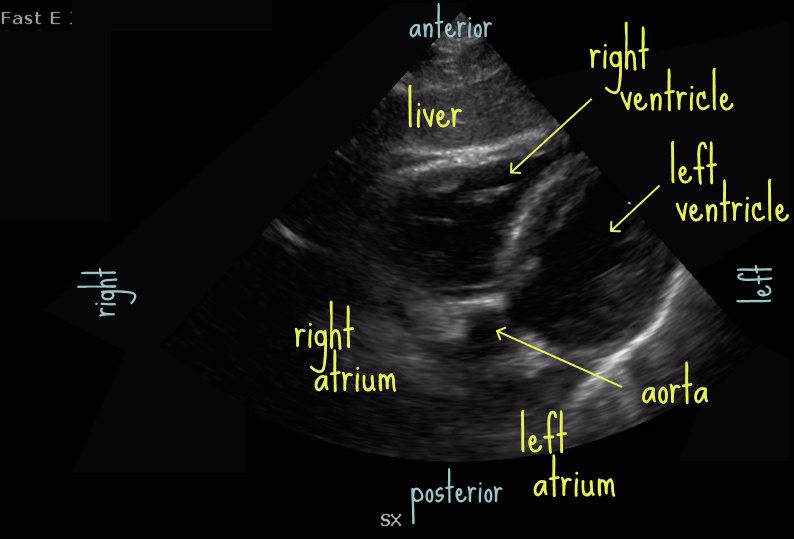 Fast E :
anterior
right
ventricle
liver
left
ventricle
right
left
right
atrium
aorta
left
atrium
posterior
SX